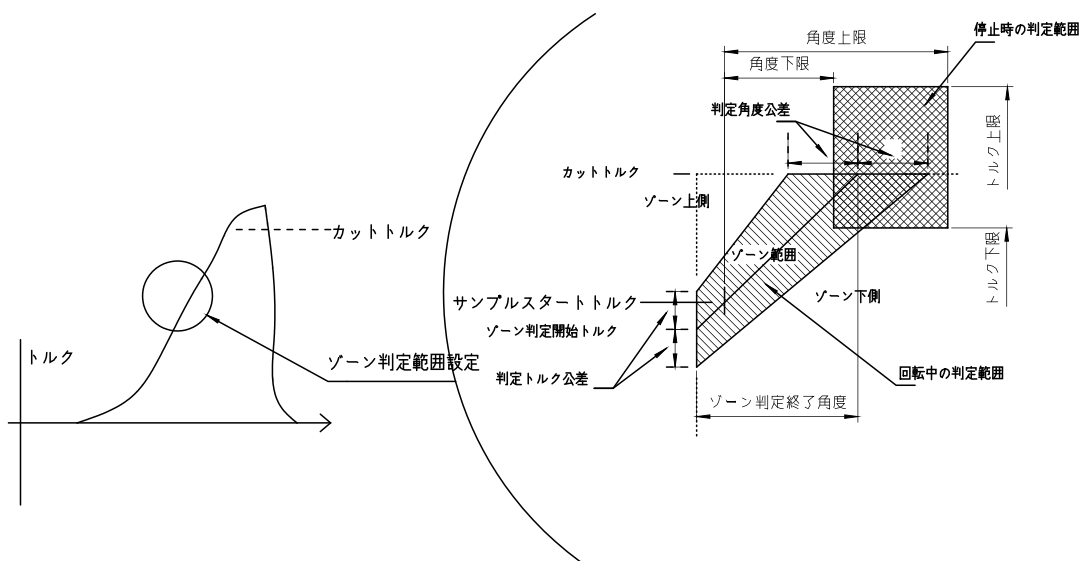 カットトルク
トルク
ゾーン判定範囲設定
角度上限
停止時の判定範囲
角度下限
判定角度公差
トルク上限
カットトルク
ゾーン上側
ゾーン範囲
トルク下限
サンプルスタートトルク
ゾーン下側
ゾーン判定開始トルク
判定トルク公差
回転中の判定範囲
ゾーン判定終了角度